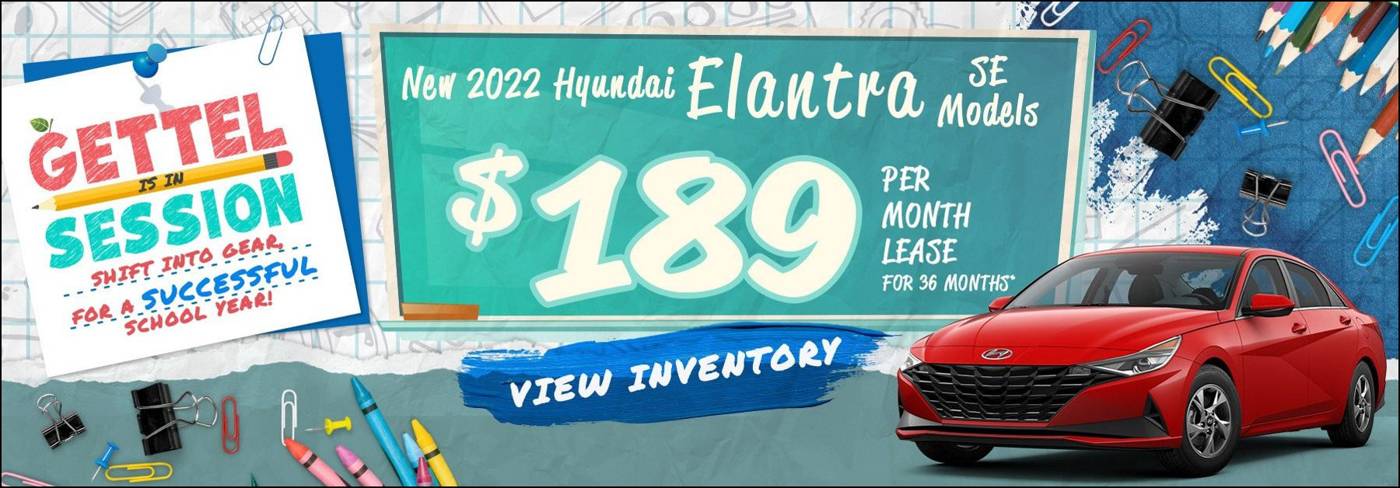 GETTEL
IS IN
SESSION
SHIFT INTO GEAR,
FOR A SUCCESSFUL
SCHOOL YEAR!
New 2022 Hyundai Elantra SE Models
$189
PER
MONTH
LEASE
FOR 36 MONTHS*
VIEW INVENTORY